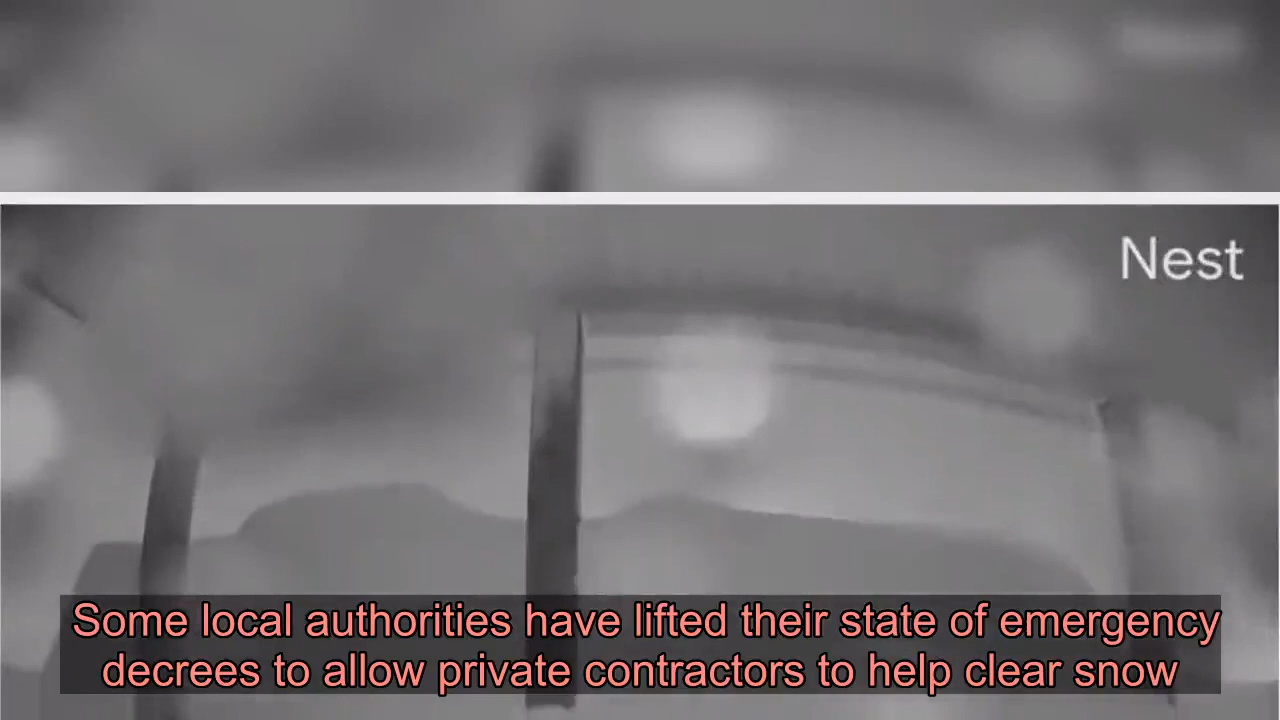 Nest
Some local authorities have lifted their state of emergency
decrees to allow private contractors to help clear snow